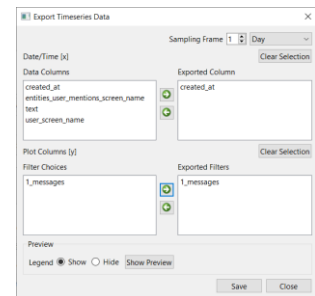 Export Timeseries Data
Sampling Frame 1 Day
Date/Time [x] Clear Selection
Data Columns Exported Column
created_at created_at
entities_user_mentions_screen_name
text
user_screen_name
Plot Columns [y] Clear Selection
Filter Choices Exported Filters
1_messages 1_messages
Preview
Legend Show Hide Show Preview
Save Close